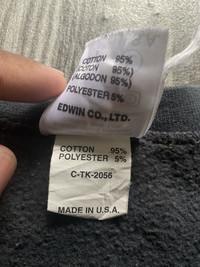 COTTON 95%
(COTON 95%)
(ALGODON 95%)
POLYESTER 5%
EDWIN CO., LTD.
COTTON 95%
POLYESTER 5%
C-TK-2056
MADE IN U.S.A.